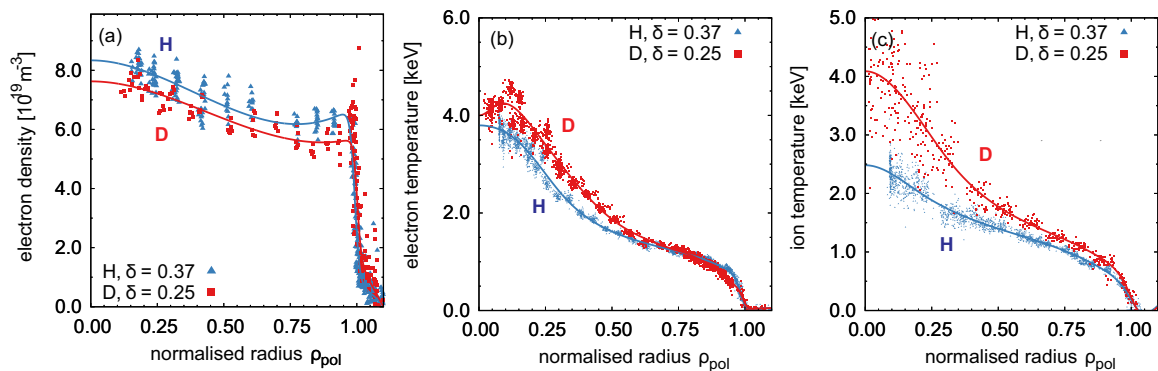 (a)
H
D
electron density [10¹⁹m⁻³]
8.0
6.0
4.0
2.0
0.0
H, δ = 0.37
D, δ = 0.25
0.00 0.25 0.50 0.75 1.00
normalised radius ρpol
(b)
H, δ = 0.37
D, δ = 0.25
D
H
electron temperature [keV]
6.0
4.0
2.0
0.0
0.00 0.25 0.50 0.75 1.00
normalised radius ρpol
(c)
H, δ = 0.37
D, δ = 0.25
D
H
ion temperature [keV]
5.0
4.0
3.0
2.0
1.0
0.0
0.00 0.25 0.50 0.75 1.00
normalised radius ρpol